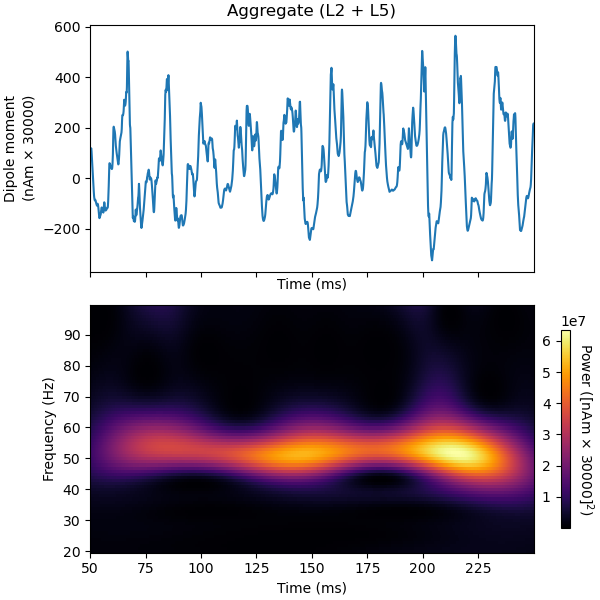 Aggregate (L2 + L5)
600
400
200
0
−200
Dipole moment
(nAm × 30000)
Time (ms)
90
80
70
60
50
40
30
20
Frequency (Hz)
50 75 100 125 150 175 200 225
Time (ms)
1e7
6
5
4
3
2
1
Power ([nAm × 30000]²)